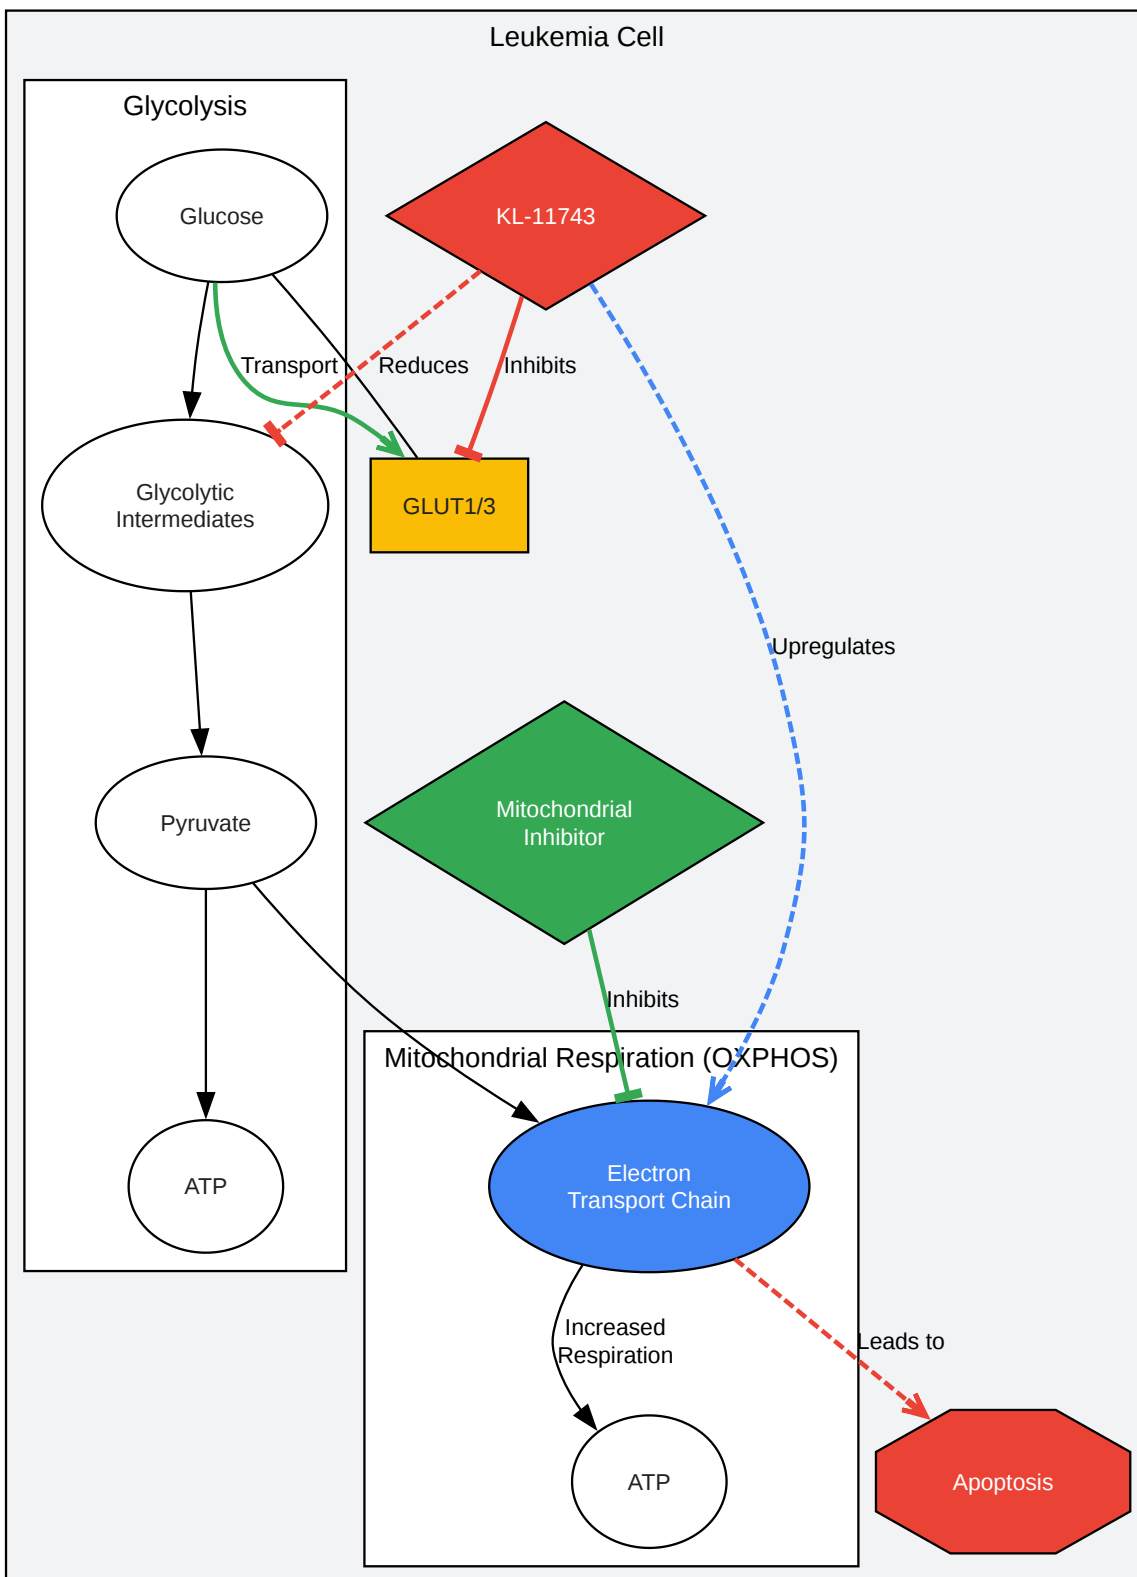 Leukemia Cell
Glycolysis
Glucose
KL-11743
Transport
Reduces
Inhibits
Glycolytic
Intermediates
GLUT1/3
Upregulates
Mitochondrial
Inhibitor
Pyruvate
Inhibits
Mitochondrial Respiration (OXPHOS)
Electron
Transport Chain
ATP
Increased
Respiration
Leads to
ATP
Apoptosis